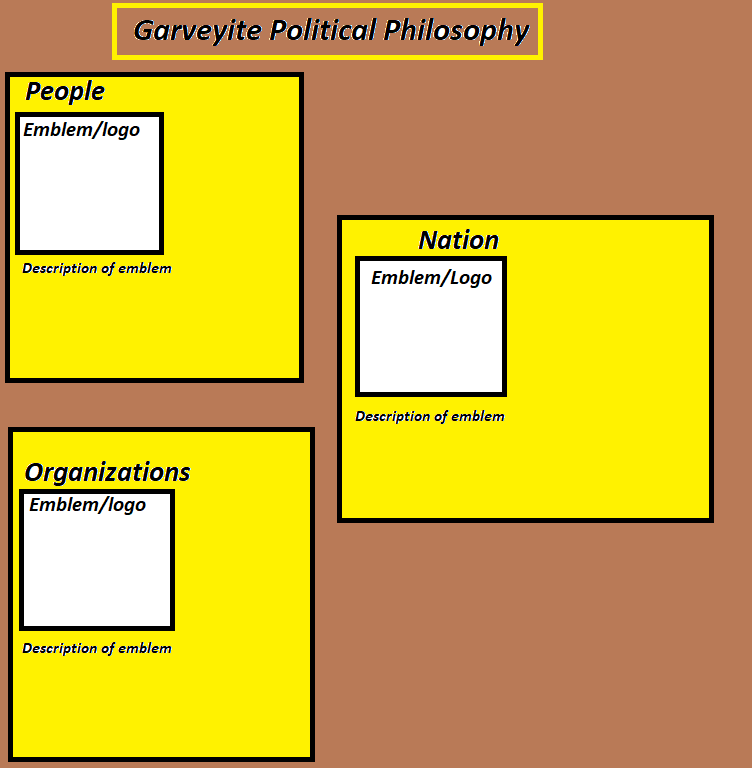 Garveyite Political Philosophy
People
Emblem/logo
Description of emblem
Nation
Emblem/Logo
Description of emblem
Organizations
Emblem/logo
Description of emblem